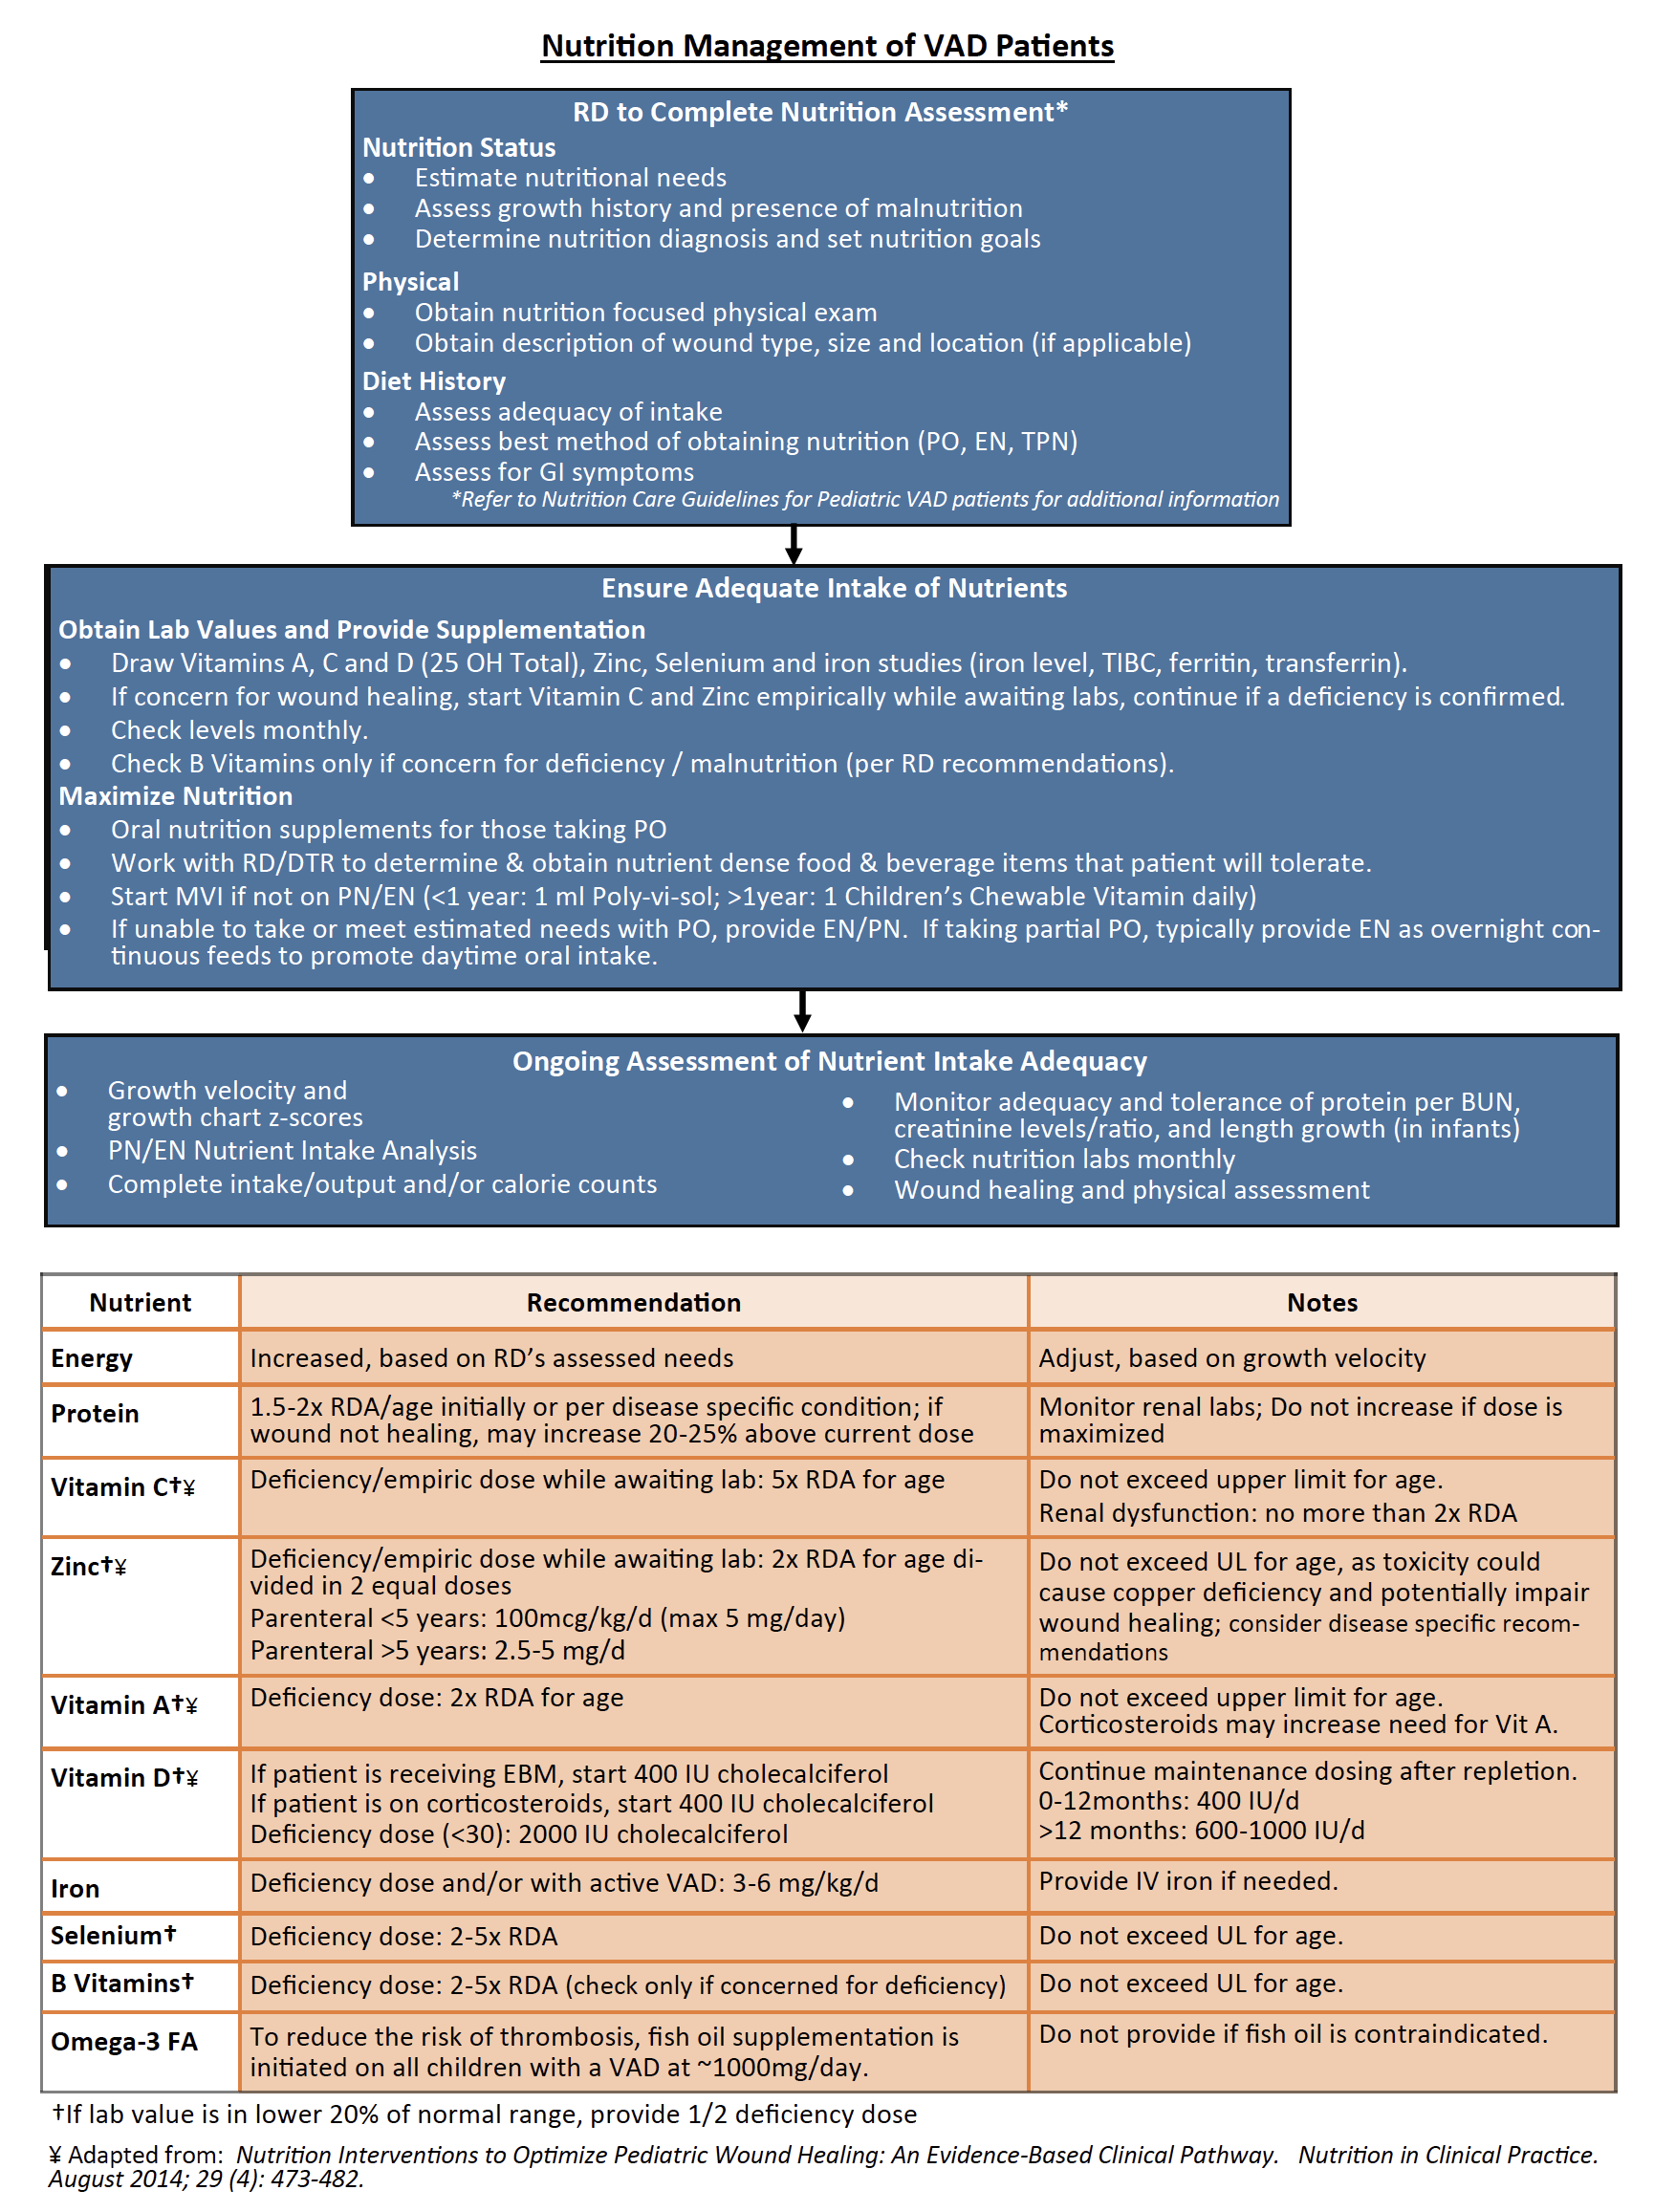 Nutrition Management of VAD Patients
RD to Complete Nutrition Assessment*
Nutrition Status
• Estimate nutritional needs
• Assess growth history and presence of malnutrition
• Determine nutrition diagnosis and set nutrition goals
Physical
• Obtain nutrition focused physical exam
• Obtain description of wound type, size and location (if applicable)
Diet History
• Assess adequacy of intake
• Assess best method of obtaining nutrition (PO, EN, TPN)
• Assess for GI symptoms
*Refer to Nutrition Care Guidelines for Pediatric VAD patients for additional information
Ensure Adequate Intake of Nutrients
Obtain Lab Values and Provide Supplementation
• Draw Vitamins A, C and D (25 OH Total), Zinc, Selenium and iron studies (iron level, TIBC, ferritin, transferrin).
• If concern for wound healing, start Vitamin C and Zinc empirically while awaiting labs, continue if a deficiency is confirmed.
• Check levels monthly.
• Check B Vitamins only if concern for deficiency / malnutrition (per RD recommendations).
Maximize Nutrition
• Oral nutrition supplements for those taking PO
• Work with RD/DTR to determine & obtain nutrient dense food & beverage items that patient will tolerate.
• Start MVI if not on PN/EN (<1 year: 1 ml Poly-vi-sol; >1year: 1 Children's Chewable Vitamin daily)
• If unable to take or meet estimated needs with PO, provide EN/PN. If taking partial PO, typically provide EN as overnight con-
tinuous feeds to promote daytime oral intake.
Ongoing Assessment of Nutrient Intake Adequacy
• Growth velocity and
growth chart z-scores
• PN/EN Nutrient Intake Analysis
• Complete intake/output and/or calorie counts
• Monitor adequacy and tolerance of protein per BUN,
creatinine levels/ratio, and length growth (in infants)
• Check nutrition labs monthly
• Wound healing and physical assessment
Nutrient Recommendation Notes
Energy Increased, based on RD's assessed needs Adjust, based on growth velocity
Protein
1.5-2x RDA/age initially or per disease specific condition; if
wound not healing, may increase 20-25% above current dose
Monitor renal labs; Do not increase if dose is
maximized
Vitamin C†¥
Deficiency/empiric dose while awaiting lab: 5x RDA for age
Do not exceed upper limit for age.
Renal dysfunction: no more than 2x RDA
Zinc†¥
Deficiency/empiric dose while awaiting lab: 2x RDA for age di-
vided in 2 equal doses
Parenteral <5 years: 100mcg/kg/d (max 5 mg/day)
Parenteral >5 years: 2.5-5 mg/d
Do not exceed UL for age, as toxicity could
cause copper deficiency and potentially impair
wound healing; consider disease specific recom-
mendations
Vitamin A†¥
Deficiency dose: 2x RDA for age
Do not exceed upper limit for age.
Corticosteroids may increase need for Vit A.
Vitamin D†¥
If patient is receiving EBM, start 400 IU cholecalciferol
If patient is on corticosteroids, start 400 IU cholecalciferol
Deficiency dose (<30): 2000 IU cholecalciferol
Continue maintenance dosing after repletion.
0-12months: 400 IU/d
>12 months: 600-1000 IU/d
Iron Deficiency dose and/or with active VAD: 3-6 mg/kg/d Provide IV iron if needed.
Selenium† Deficiency dose: 2-5x RDA Do not exceed UL for age.
B Vitamins† Deficiency dose: 2-5x RDA (check only if concerned for deficiency) Do not exceed UL for age.
Omega-3 FA
To reduce the risk of thrombosis, fish oil supplementation is
initiated on all children with a VAD at ~1000mg/day.
Do not provide if fish oil is contraindicated.
†If lab value is in lower 20% of normal range, provide 1/2 deficiency dose
¥ Adapted from: Nutrition Interventions to Optimize Pediatric Wound Healing: An Evidence-Based Clinical Pathway. Nutrition in Clinical Practice.
August 2014; 29 (4): 473-482.